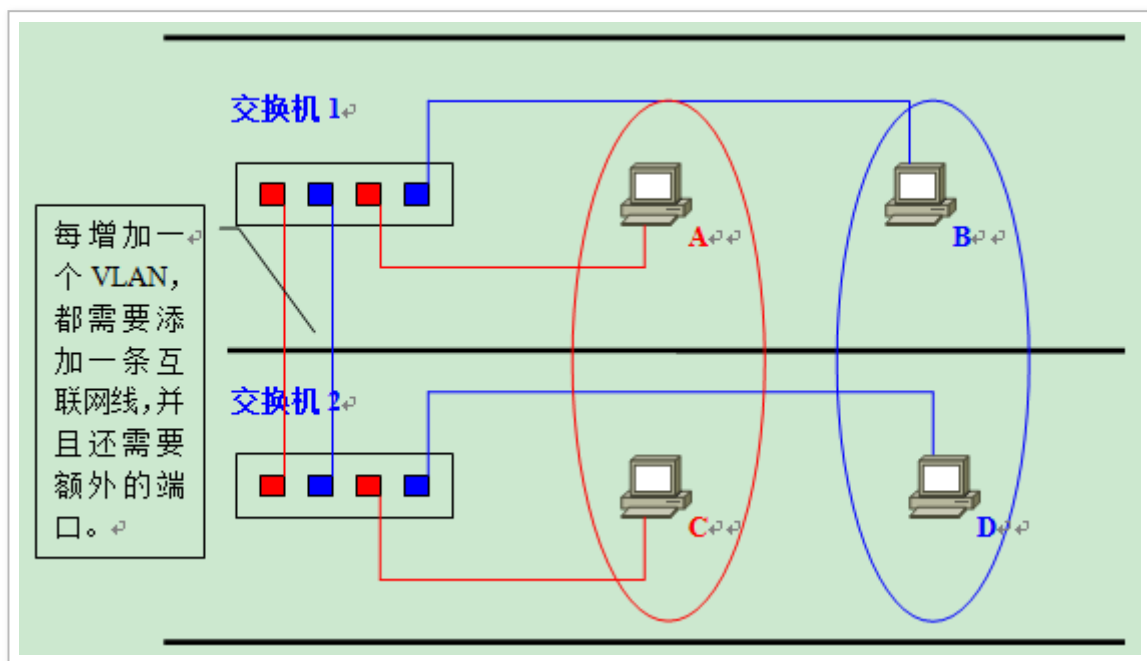 交换机 1↵
每增加一↵
个 VLAN，
都需要添
加一条互
联网线，并
且还需要
额外的端
口。↵
A↵↵
B↵↵
交换机 2↵
C↵↵
D↵↵